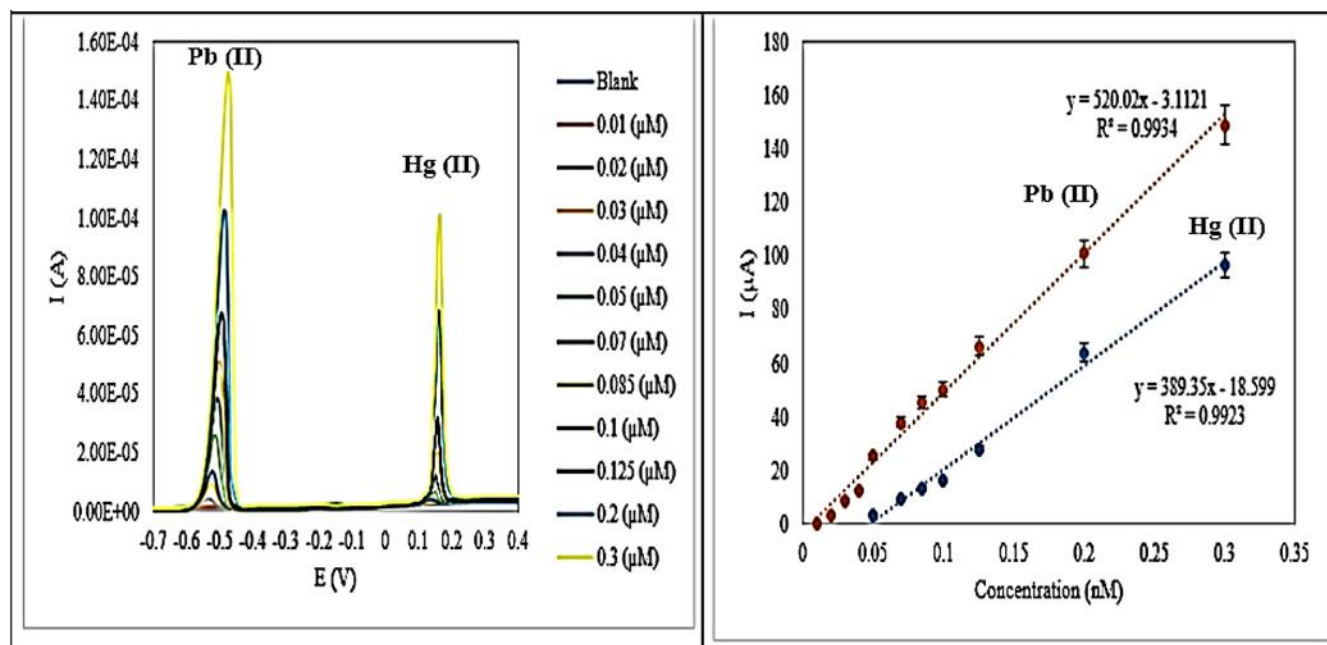 1.60E-04
1.40E-04
1.20E-04
1.00E-04
8.00E-05
6.00E-05
4.00E-05
2.00E-05
0.00E+00
I (A)
Pb (II)
Hg (II)
-0.7 -0.6 -0.5 -0.4 -0.3 -0.2 -0.1 0 0.1 0.2 0.3 0.4
E (V)
Blank
0.01 (µM)
0.02 (µM)
0.03 (µM)
0.04 (µM)
0.05 (µM)
0.07 (µM)
0.085 (µM)
0.1 (µM)
0.125 (µM)
0.2 (µM)
0.3 (µM)
180
160
140
120
100
80
60
40
20
0
I (µA)
y = 520.02x - 3.1121
R² = 0.9934
Pb (II)
Hg (II)
y = 389.35x - 18.599
R² = 0.9923
0 0.05 0.1 0.15 0.2 0.25 0.3 0.35
Concentration (nM)